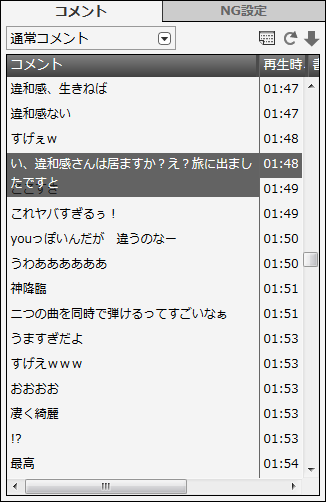 コメント NG設定
通常コメント
コメント 再生時
違和感、生きねば 01:47
違和感ない 01:47
すげぇｗ 01:48
い、違和感さんは居ますか？え？旅に出まし 01:48
たですと
01:49
これヤバすぎるぅ！ 01:49
youっぽいんだが　違うのなー 01:50
うわああああああ 01:50
神降臨 01:51
二つの曲を同時で弾けるってすごいなぁ 01:51
うますぎだよ 01:53
すげえｗｗｗ 01:53
おおおお 01:53
凄く綺麗 01:53
!? 01:53
最高 01:54